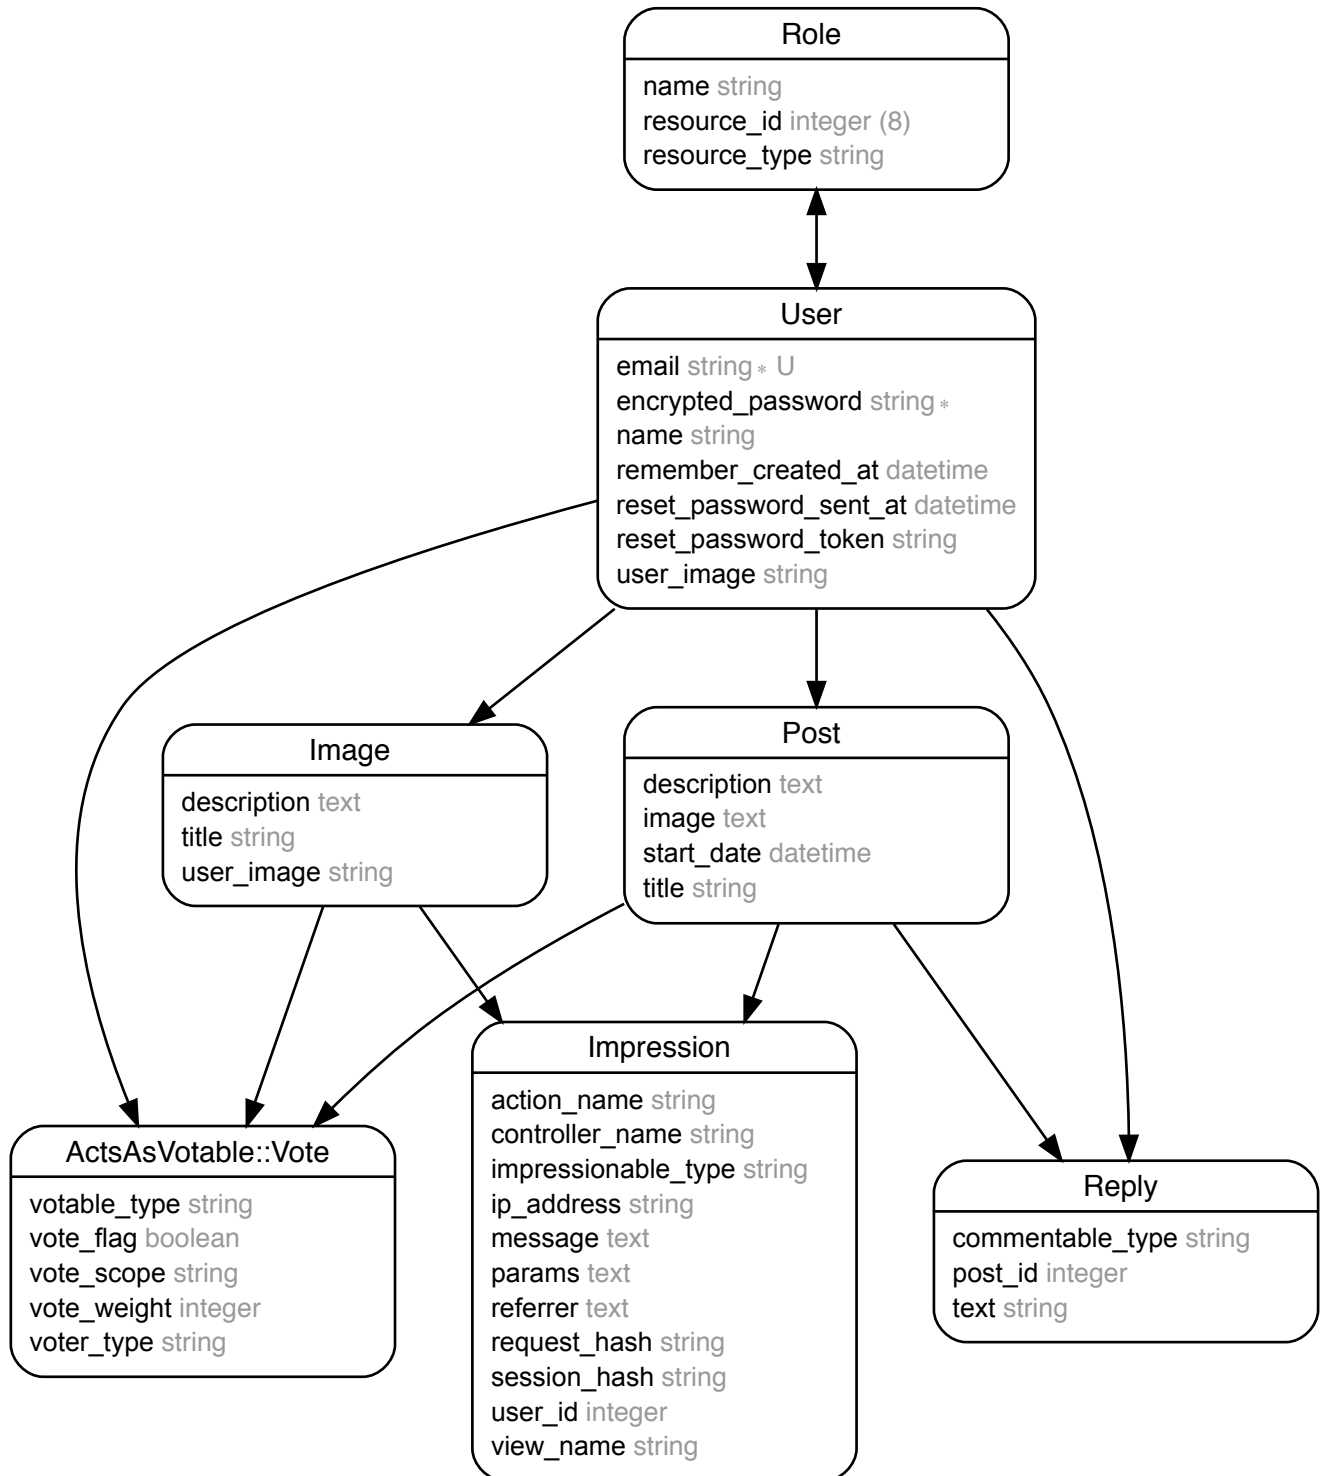 Role
name string
resource_id integer (8)
resource_type string
User
email string * U
encrypted_password string *
name string
remember_created_at datetime
reset_password_sent_at datetime
reset_password_token string
user_image string
Image
description text
title string
user_image string
Post
description text
image text
start_date datetime
title string
Impression
action_name string
controller_name string
impressionable_type string
ip_address string
message text
params text
referrer text
request_hash string
session_hash string
user_id integer
view_name string
ActsAsVotable::Vote
votable_type string
vote_flag boolean
vote_scope string
vote_weight integer
voter_type string
Reply
commentable_type string
post_id integer
text string